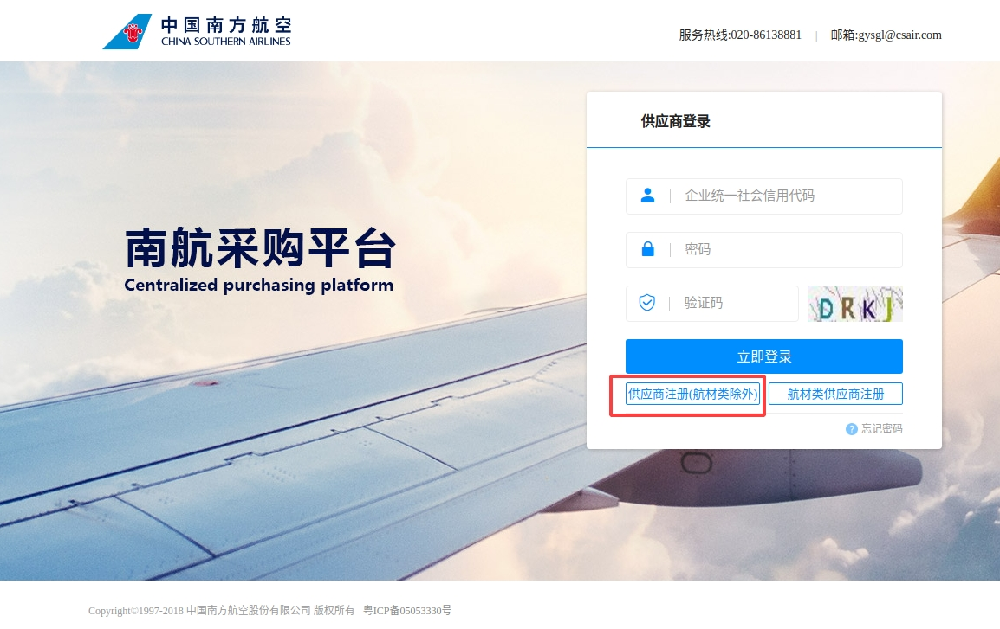 中国南方航空
CHINA SOUTHERN AIRLINES
服务热线:020-86138881 | 邮箱:gysgl@csair.com
供应商登录
企业统一社会信用代码
南航采购平台
Centralized purchasing platform
密码
验证码
DRKJ
立即登录
供应商注册(航材类除外)
航材类供应商注册
? 忘记密码
Copyright©1997-2018 中国南方航空股份有限公司 版权所有 粤ICP备05053330号